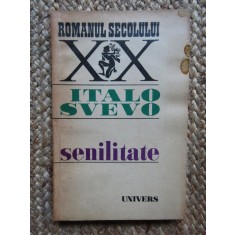 ROMANUL SECOLULUI
XX
ITALO
SVEVO
senilitate
UNIVERS